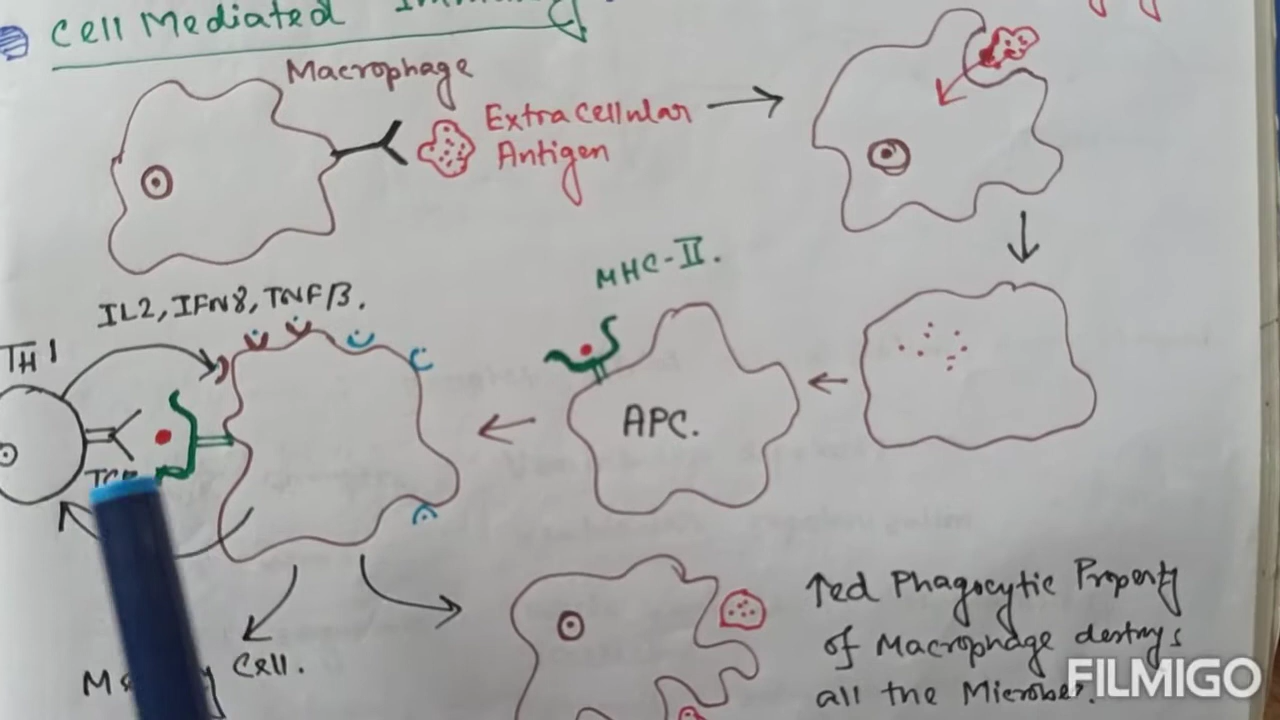 Cell Mediated
Macrophage
Extracellular
Antigen
MHC-II.
IL2, IFNγ, TNFβ.
TH1
APC.
Cell.
↑ed Phagocytic Property
of Macrophage destroys
all the Microbes.
FILMIGO